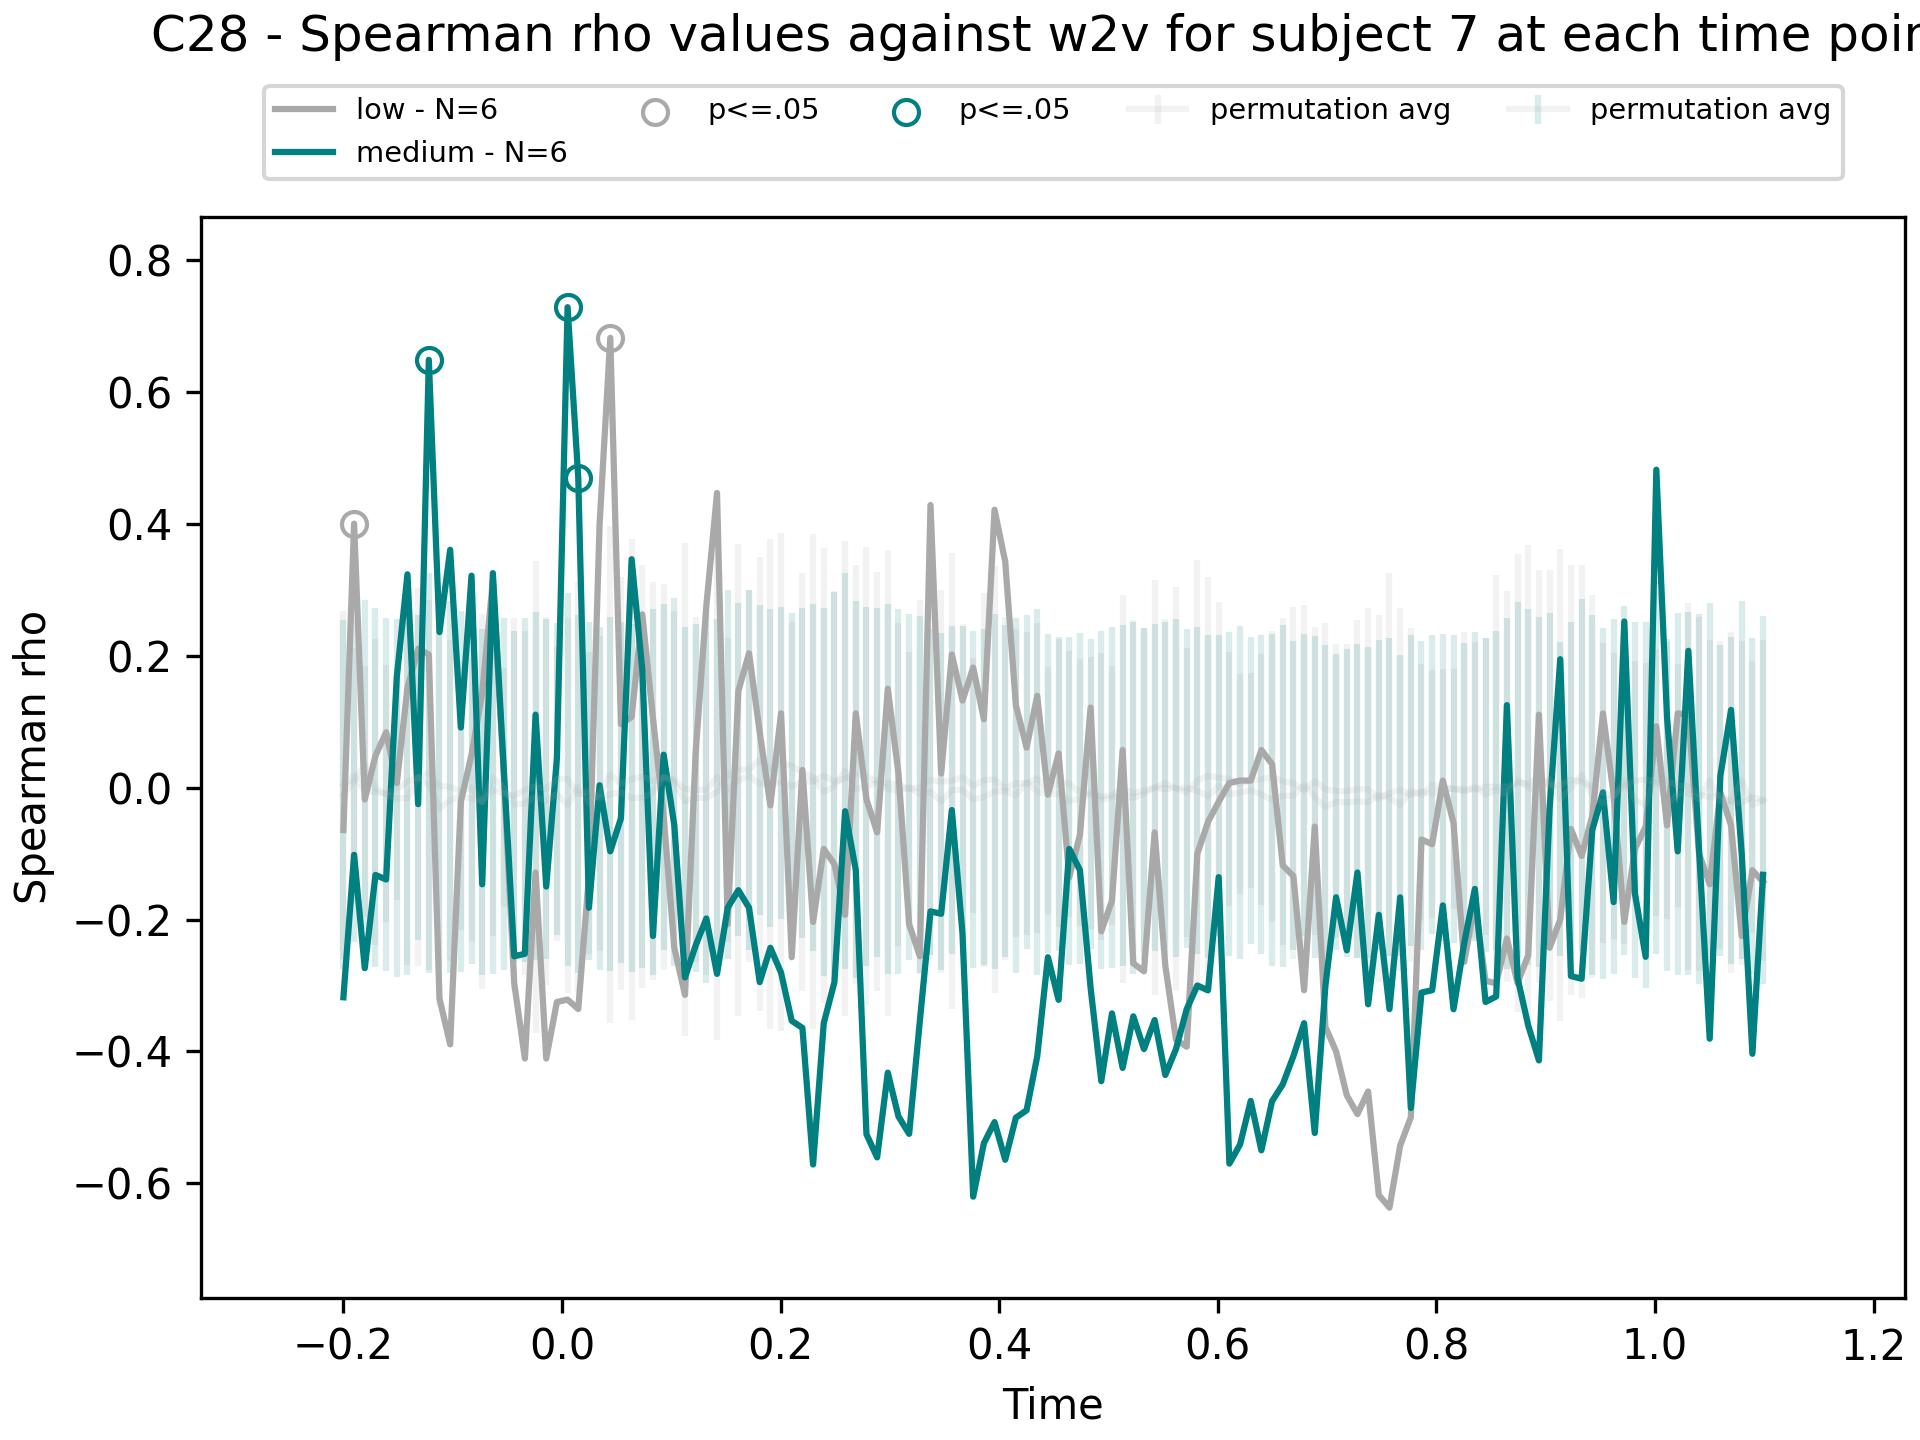 C28 - Spearman rho values against w2v for subject 7 at each time poin
low - N=6 p<=.05 p<=.05 permutation avg permutation avg
medium - N=6
Spearman rho
0.8
0.6
0.4
0.2
0.0
−0.2
−0.4
−0.6
−0.2 0.0 0.2 0.4 0.6 0.8 1.0 1.2
Time